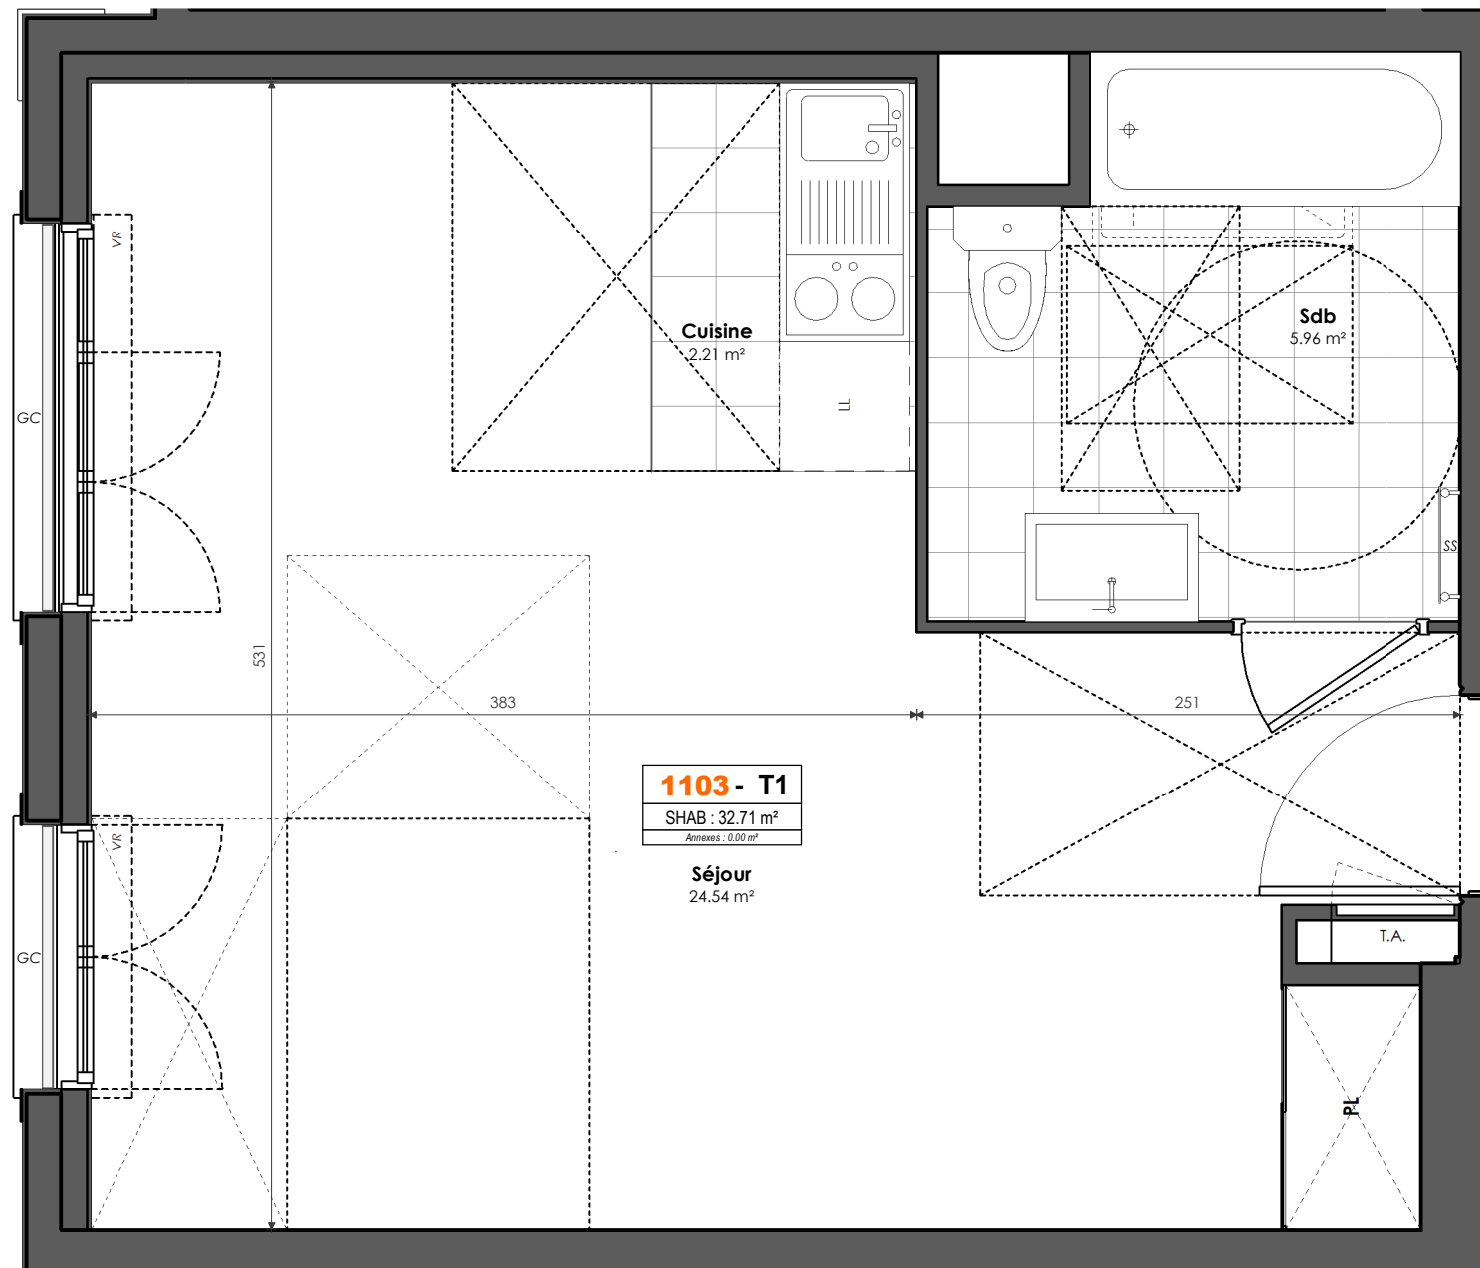 VR
Cuisine
2.21 m²
Sdb
5.96 m²
LL
GC
SS
531
383
251
1103 - T1
SHAB : 32.71 m²
Annexes : 0.00 m²
VR
Séjour
24.54 m²
GC
T.A.
PL